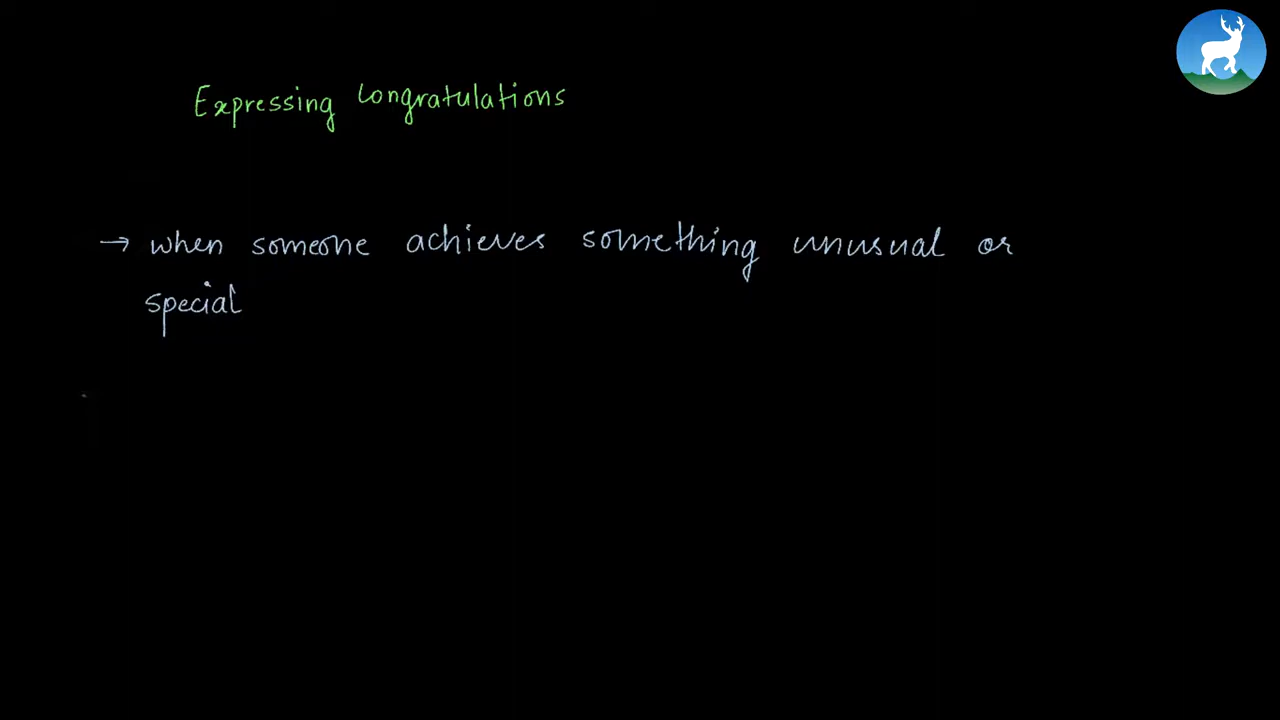 Expressing Congratulations
→ when someone achieves something unusual or
special